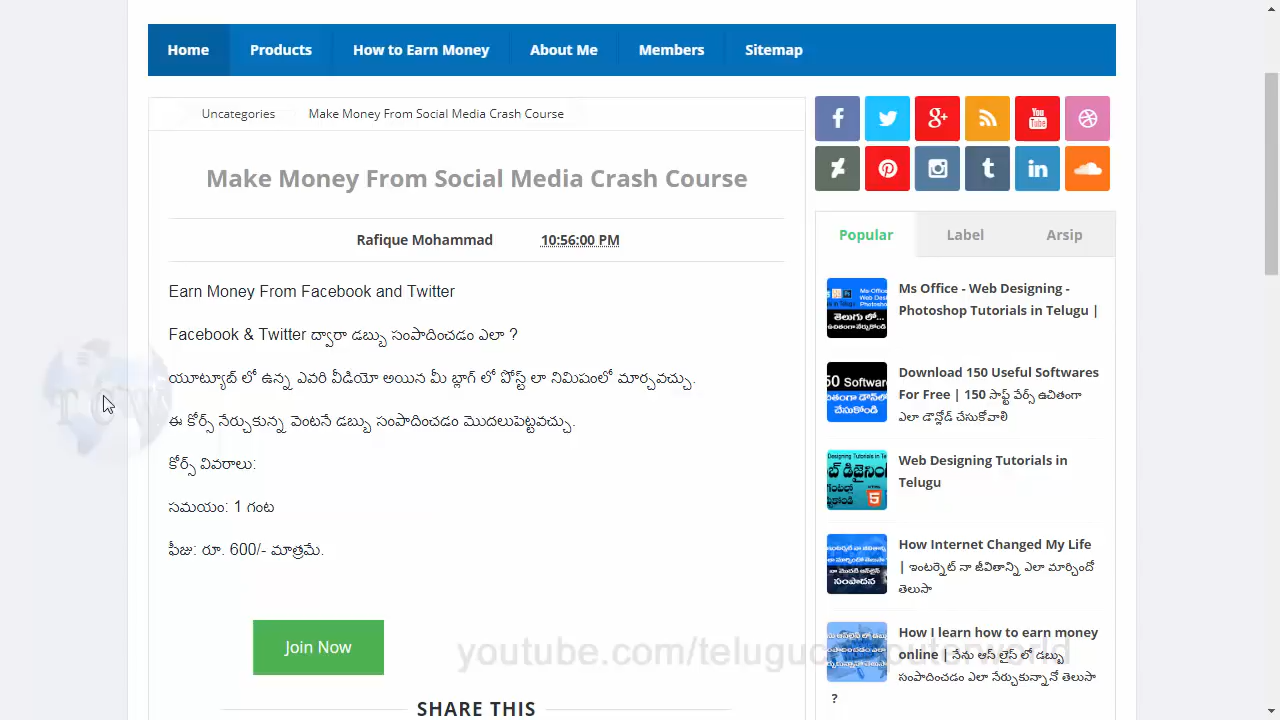 Home Products How to Earn Money About Me Members Sitemap
Uncategories Make Money From Social Media Crash Course
Make Money From Social Media Crash Course
Rafique Mohammad 10:56:00 PM
Earn Money From Facebook and Twitter
Facebook & Twitter ద్వారా డబ్బు సంపాదించడం ఎలా ?
యూట్యూబ్ లో ఉన్న ఎవరి వీడియో అయిన మీ బ్లాగ్ లో పోస్ట్ లా నిమిషంలో మార్చవచ్చు.
ఈ కోర్స్ నేర్చుకున్న వెంటనే డబ్బు సంపాదించడం మొదలుపెట్టవచ్చు.
కోర్స్ వివరాలు:
సమయం: 1 గంట
ఫీజు: రూ. 600/- మాత్రమే.
Join Now
SHARE THIS
Popular Label Arsip
Ms Office - Web Designing -
Photoshop Tutorials in Telugu |
Download 150 Useful Softwares
For Free | 150 సాఫ్ట్ వేర్స్ ఉచితంగా
ఎలా డౌన్లోడ్ చేసుకోవాలి
Web Designing Tutorials in
Telugu
How Internet Changed My Life
| ఇంటర్నెట్ నా జీవితాన్ని ఎలా మార్చిందో
తెలుసా
How I learn how to earn money
online | నేను ఆన్ లైన్ లో డబ్బు
సంపాదించడం ఎలా నేర్చుకున్నానో తెలుసా
?
youtube.com/telugucomputerworld